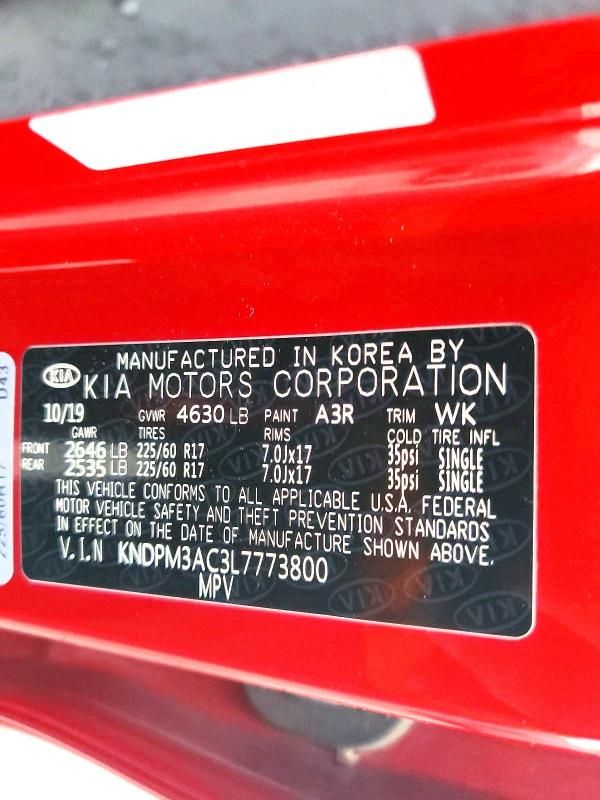 MANUFACTURED IN KOREA BY
KIA KIA MOTORS CORPORATION
10/19 GVWR 4630 LB PAINT A3R TRIM WK
GAWR TIRES RIMS COLD TIRE INFL
FRONT 2646 LB 225/60 R17 7.0Jx17 35psi SINGLE
REAR 2535 LB 225/60 R17 7.0Jx17 35psi SINGLE
THIS VEHICLE CONFORMS TO ALL APPLICABLE U.S.A. FEDERAL
MOTOR VEHICLE SAFETY AND THEFT PREVENTION STANDARDS
IN EFFECT ON THE DATE OF MANUFACTURE SHOWN ABOVE.
V.I.N KNDPM3AC3L7773800
MPV
225/60R17 D43